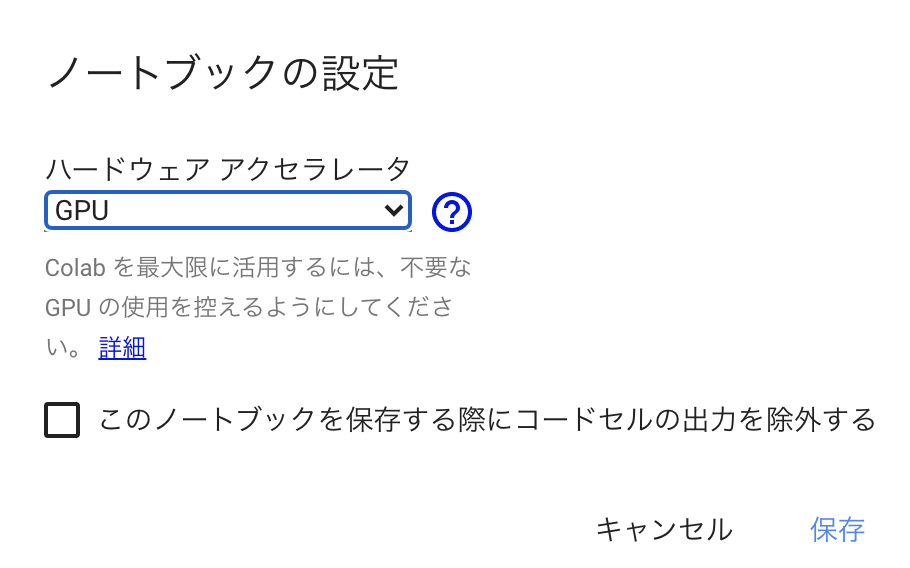 ノートブックの設定
ハードウェア アクセラレータ
GPU
?
Colab を最大限に活用するには、不要な
GPU の使用を控えるようにしてくださ
い。 詳細
このノートブックを保存する際にコードセルの出力を除外する
キャンセル 保存